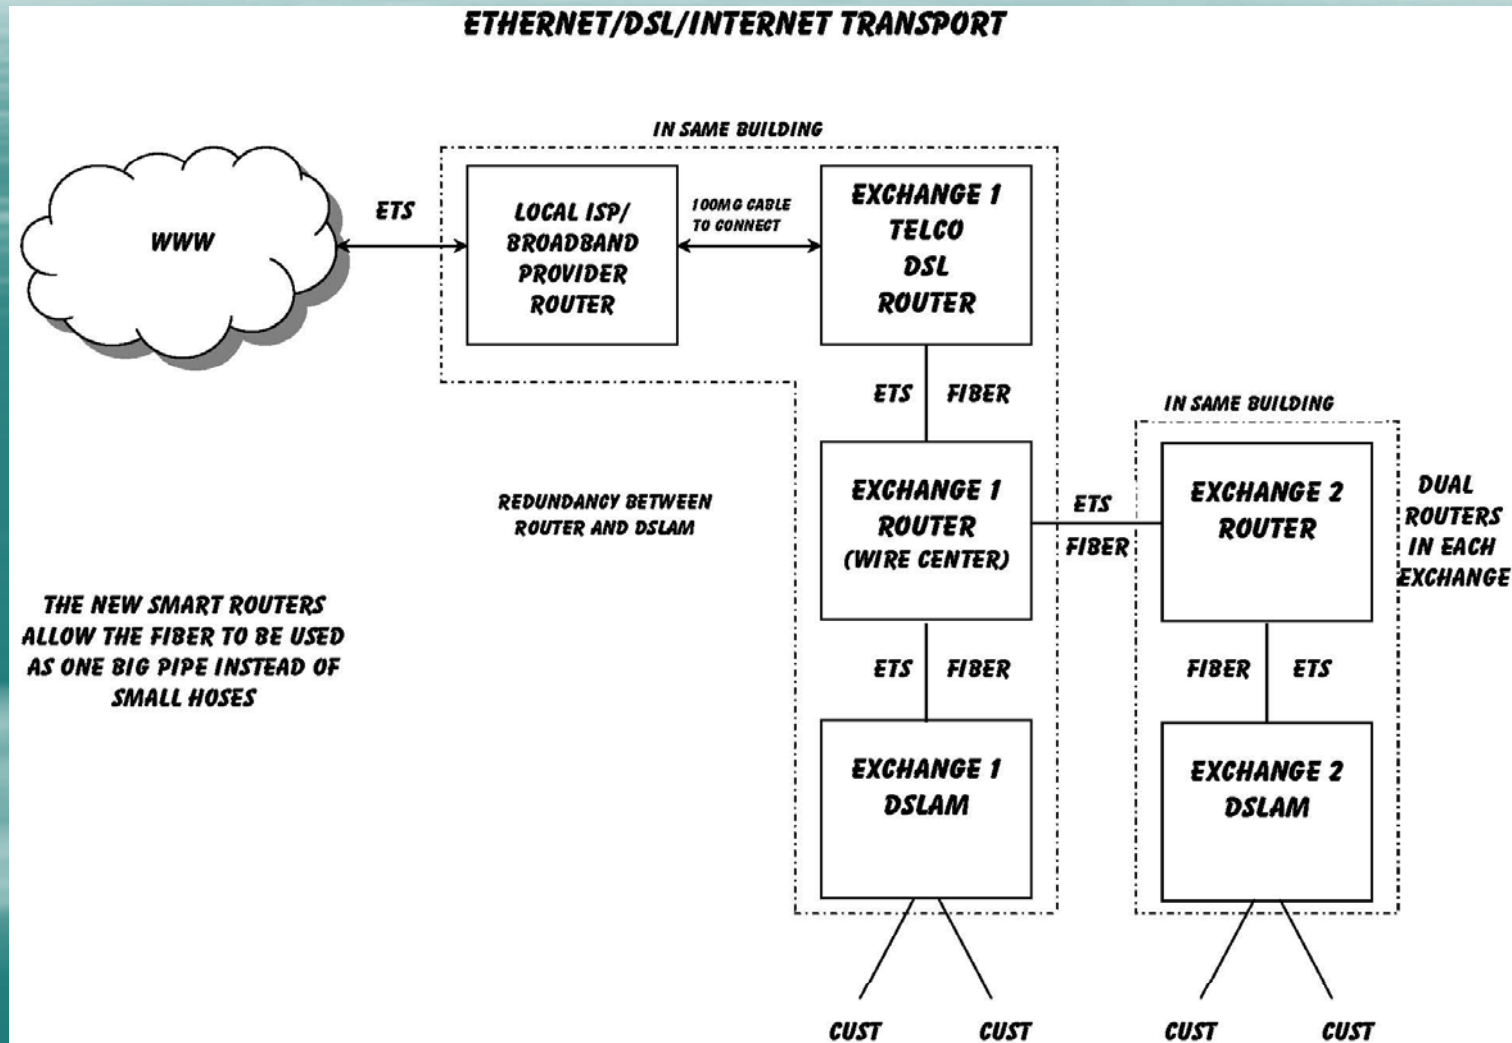 ETHERNET/DSL/INTERNET TRANSPORT
IN SAME BUILDING
WWW
ETS
LOCAL ISP/
BROADBAND
PROVIDER
ROUTER
100MG CABLE
TO CONNECT
EXCHANGE 1
TELCO
DSL
ROUTER
ETS FIBER
IN SAME BUILDING
REDUNDANCY BETWEEN
ROUTER AND DSLAM
EXCHANGE 1
ROUTER
(WIRE CENTER)
ETS
FIBER
EXCHANGE 2
ROUTER
DUAL
ROUTERS
IN EACH
EXCHANGE
THE NEW SMART ROUTERS
ALLOW THE FIBER TO BE USED
AS ONE BIG PIPE INSTEAD OF
SMALL HOSES
ETS FIBER
FIBER ETS
EXCHANGE 1
DSLAM
EXCHANGE 2
DSLAM
CUST CUST
CUST CUST